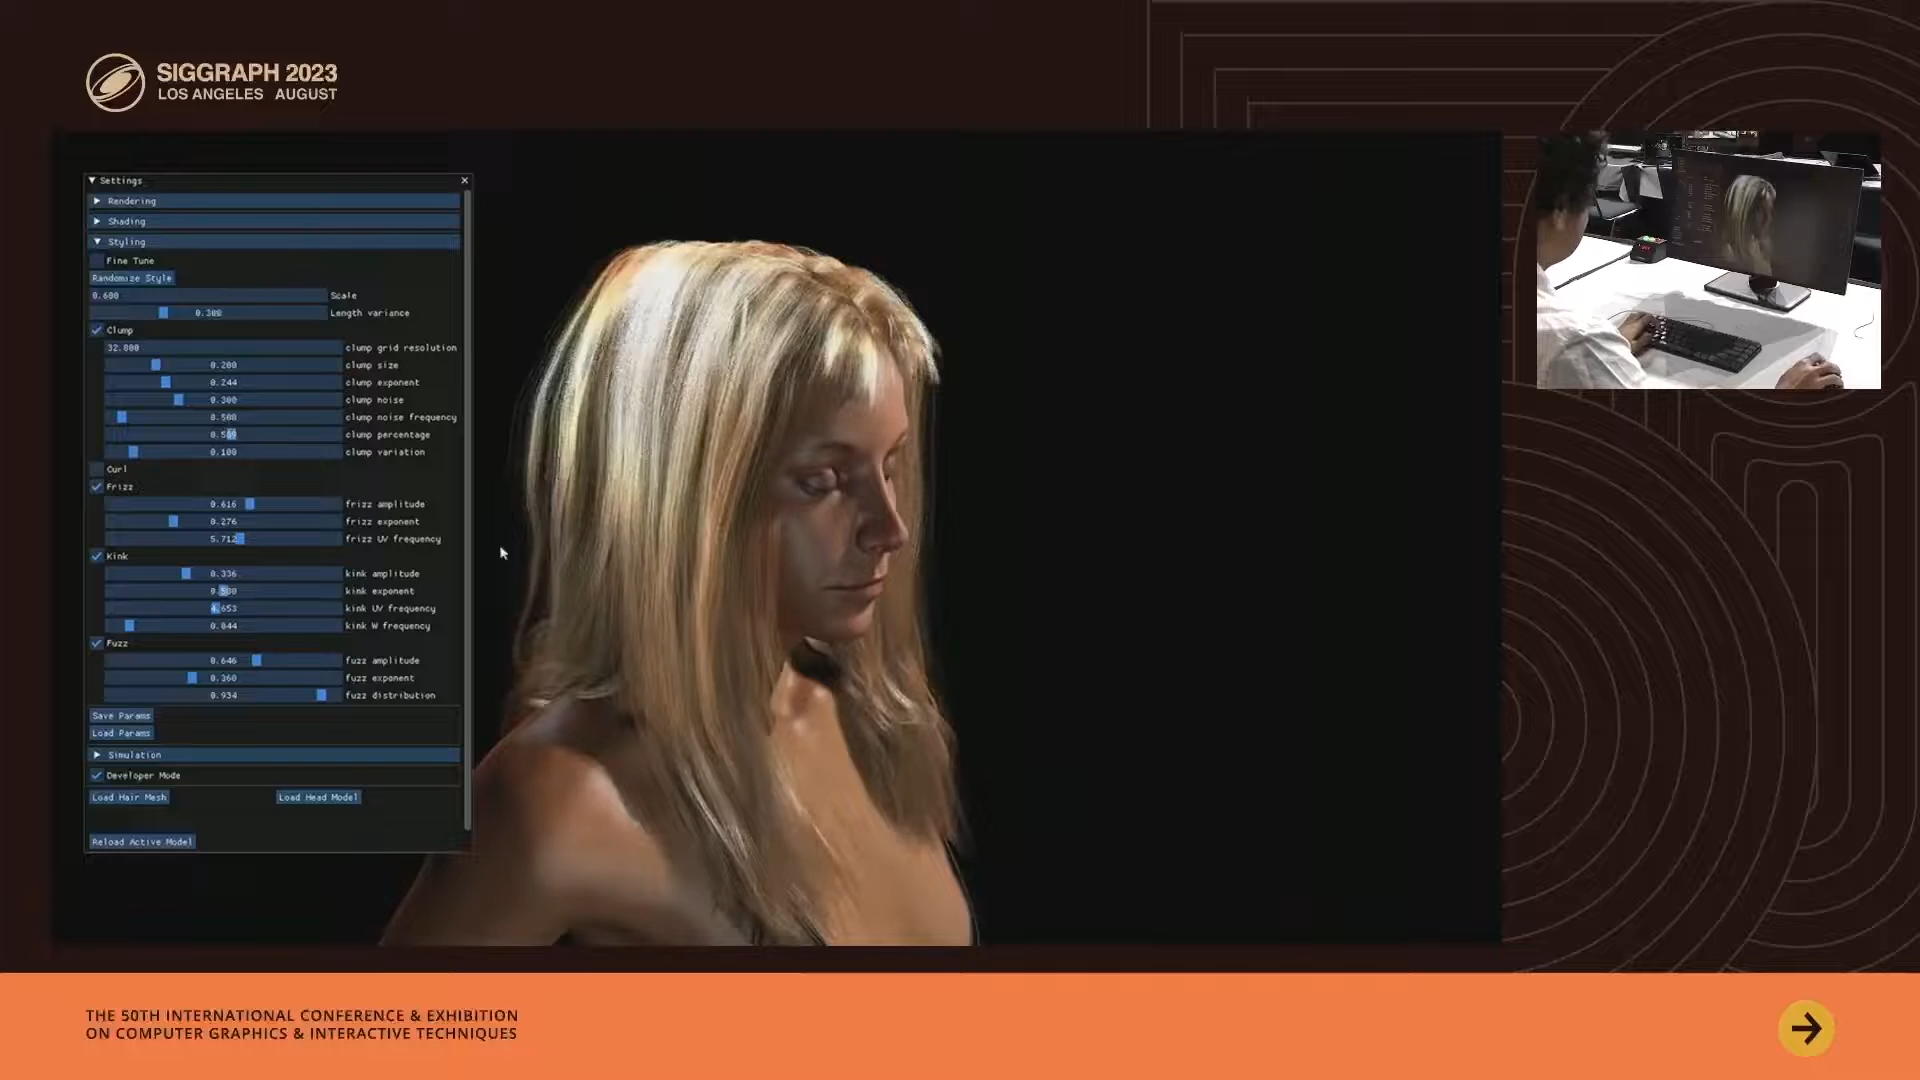 SIGGRAPH 2023
LOS ANGELES AUGUST
Settings
Rendering
Shading
Styling
Fine Tune
Randomize Style
0.600 Scale
0.308 Length variance
Clump
32.000 clump grid resolution
0.200 clump size
0.244 clump exponent
0.300 clump noise
0.500 clump noise frequency
clump percentage
0.100 clump variation
Curl
Frizz
0.616 frizz amplitude
0.276 frizz exponent
5.712 frizz UV frequency
Kink
0.336 kink amplitude
kink exponent
4.653 kink UV frequency
0.044 kink W frequency
Fuzz
0.646 fuzz amplitude
0.360 fuzz exponent
0.934 fuzz distribution
Save Params
Load Params
Simulation
Developer Mode
Load Hair Mesh Load Head Model
Reload Active Model
THE 50TH INTERNATIONAL CONFERENCE & EXHIBITION
ON COMPUTER GRAPHICS & INTERACTIVE TECHNIQUES